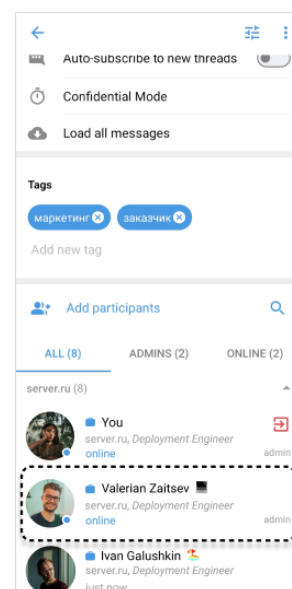 Auto-subscribe to new threads
Confidential Mode
Load all messages
Tags
маркетинг
заказчик
Add new tag
Add participants
ALL (8) ADMINS (2) ONLINE (2)
server.ru (8)
You
server.ru, Deployment Engineer
online admin
Valerian Zaitsev
server.ru, Deployment Engineer
online admin
Ivan Galushkin
server.ru, Deployment Engineer
just now